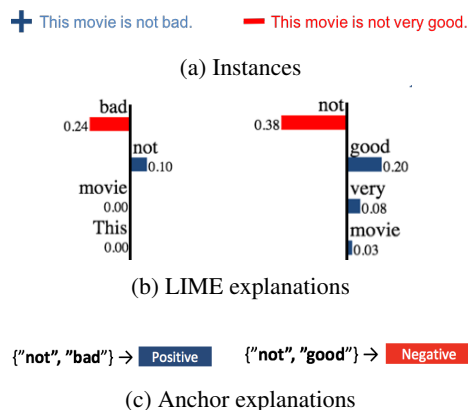 This movie is not bad. This movie is not very good.
(a) Instances
bad
0.24
not
0.10
movie
0.00
This
0.00
not
0.38
good
0.20
very
0.08
movie
0.03
(b) LIME explanations
{"not", "bad"} → Positive {"not", "good"} → Negative
(c) Anchor explanations